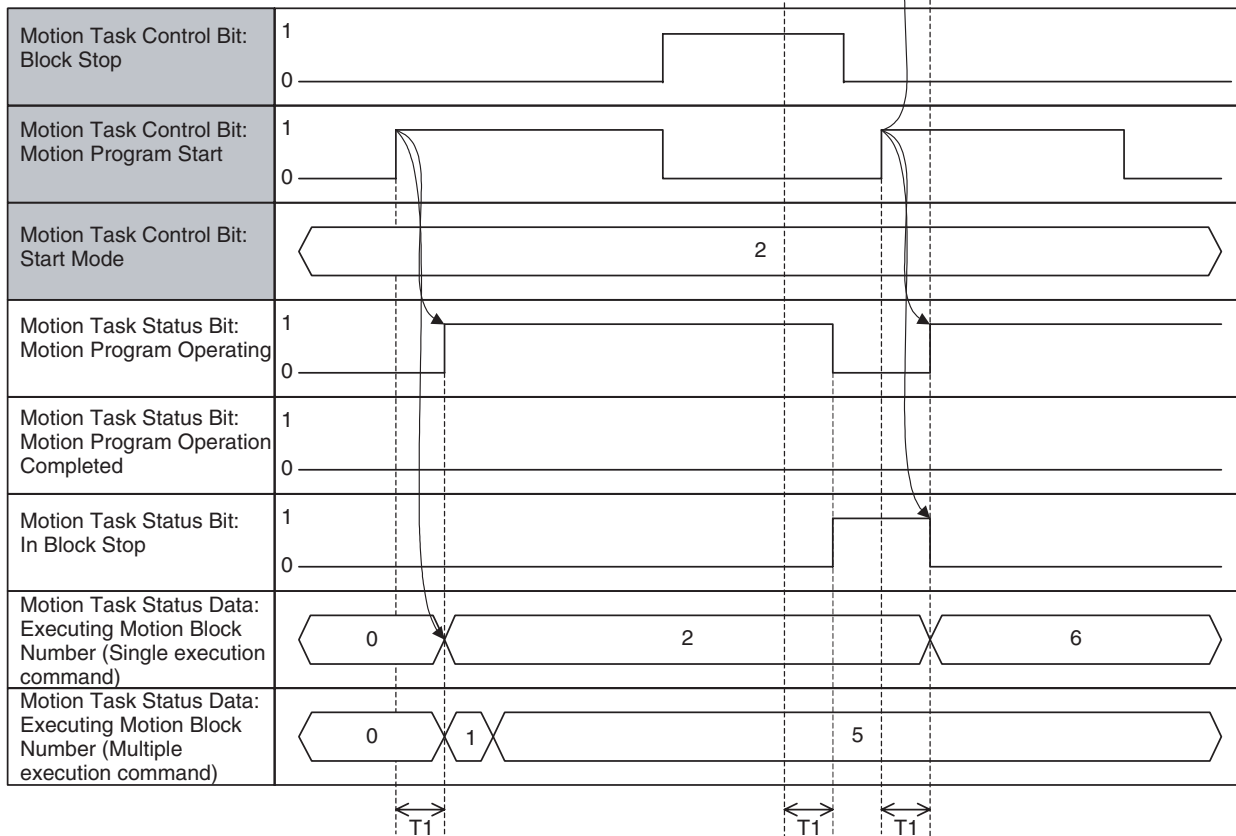 Motion Task Control Bit:
Block Stop
1
0
Motion Task Control Bit:
Motion Program Start
1
0
Motion Task Control Bit:
Start Mode
2
Motion Task Status Bit:
Motion Program Operating
1
0
Motion Task Status Bit:
Motion Program Operation
Completed
1
0
Motion Task Status Bit:
In Block Stop
1
0
Motion Task Status Data:
Executing Motion Block
Number (Single execution
command)
0 2 6
Motion Task Status Data:
Executing Motion Block
Number (Multiple
execution command)
0 1 5
T1 T1 T1